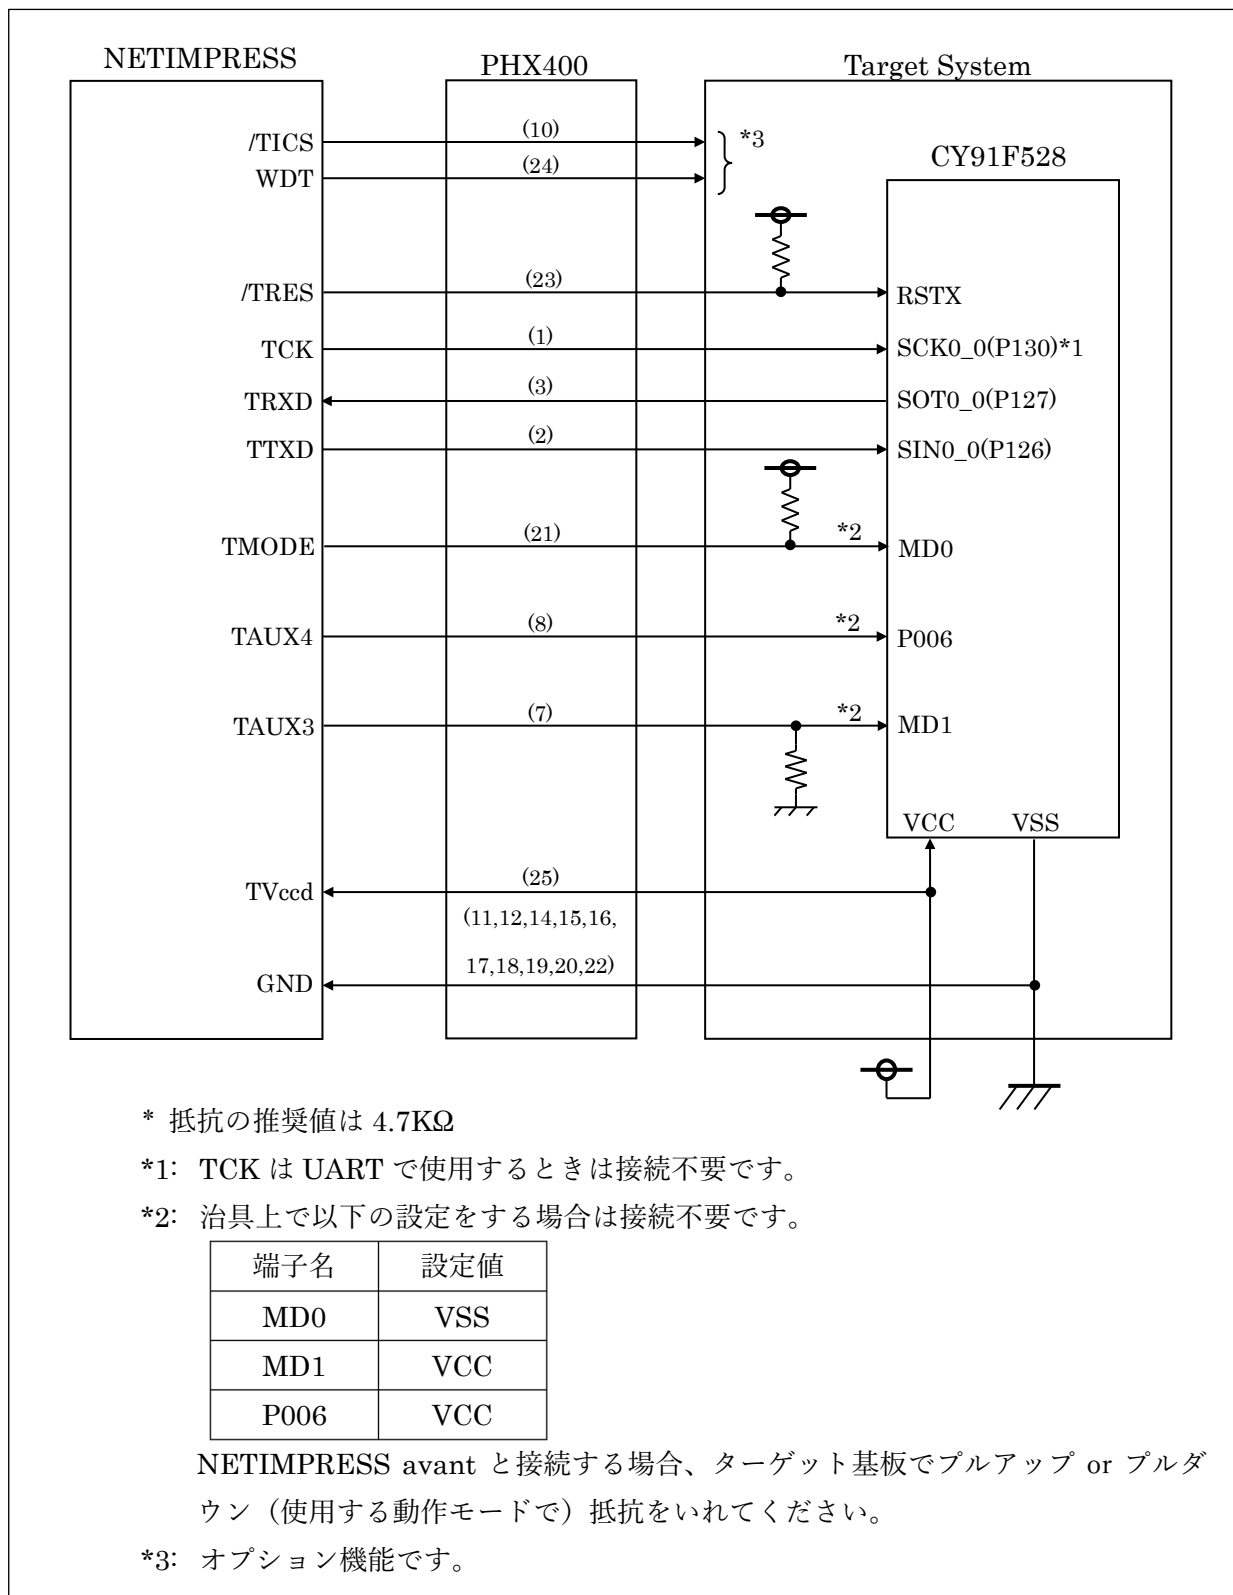 NETIMPRESS PHX400 Target System
/TICS (10) *3
CY91F528
WDT (24)
/TRES (23) RSTX
TCK (1) SCK0_0(P130)*1
TRXD (3) SOT0_0(P127)
TTXD (2) SIN0_0(P126)
TMODE (21) *2 MD0
TAUX4 (8) *2 P006
TAUX3 (7) *2 MD1
VCC VSS
TVccd (25)
(11,12,14,15,16,
17,18,19,20,22)
GND
* 抵抗の推奨値は 4.7KΩ
*1: TCK は UART で使用するときは接続不要です。
*2: 治具上で以下の設定をする場合は接続不要です。
端子名 設定値
MD0 VSS
MD1 VCC
P006 VCC
NETIMPRESS avant と接続する場合、ターゲット基板でプルアップ or プルダ
ウン（使用する動作モードで）抵抗をいれてください。
*3: オプション機能です。